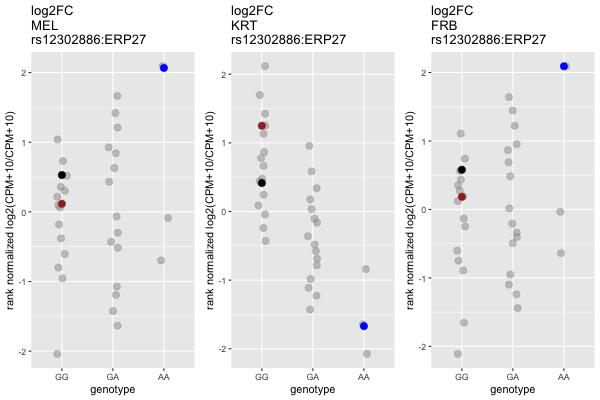 log2FC
MEL
rs12302886:ERP27
rank normalized log2(CPM+10/CPM+10)
2
1
0
-1
-2
GG
GA
AA
genotype
log2FC
KRT
rs12302886:ERP27
rank normalized log2(CPM+10/CPM+10)
2
1
0
-1
-2
GG
GA
AA
genotype
log2FC
FRB
rs12302886:ERP27
rank normalized log2(CPM+10/CPM+10)
2
1
0
-1
-2
GG
GA
AA
genotype